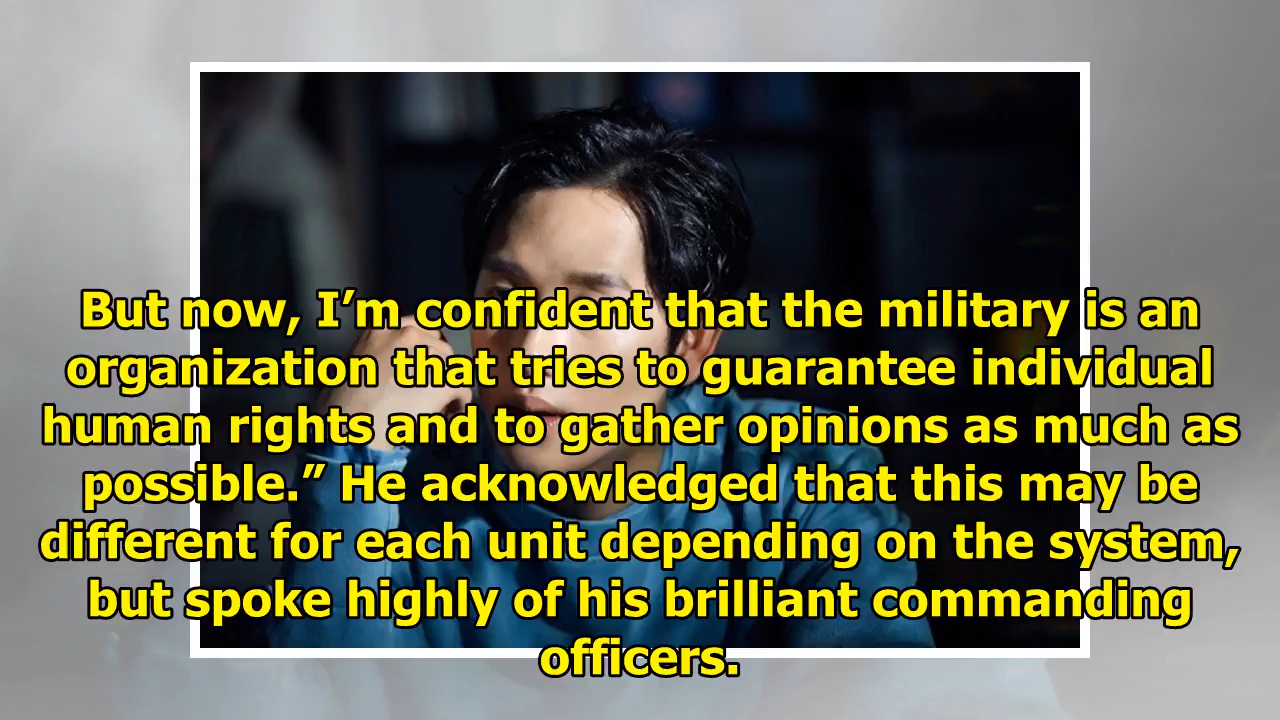 But now, I’m confident that the military is an
organization that tries to guarantee individual
human rights and to gather opinions as much as
possible.” He acknowledged that this may be
different for each unit depending on the system,
but spoke highly of his brilliant commanding
officers.